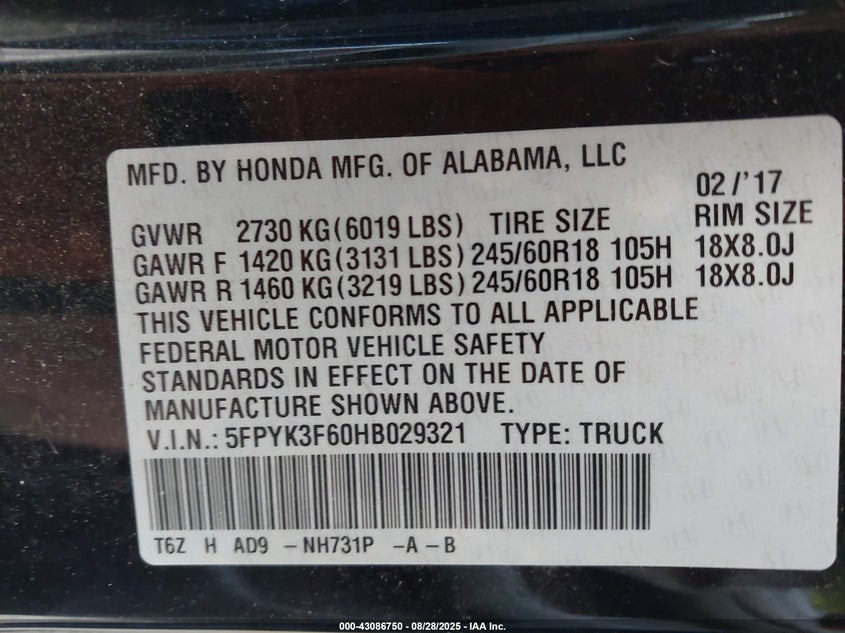 MFD. BY HONDA MFG. OF ALABAMA, LLC
02/'17
GVWR 2730 KG(6019 LBS) TIRE SIZE RIM SIZE
GAWR F 1420 KG(3131 LBS) 245/60R18 105H 18X8.0J
GAWR R 1460 KG(3219 LBS) 245/60R18 105H 18X8.0J
THIS VEHICLE CONFORMS TO ALL APPLICABLE
FEDERAL MOTOR VEHICLE SAFETY
STANDARDS IN EFFECT ON THE DATE OF
MANUFACTURE SHOWN ABOVE.
V.I.N.: 5FPYK3F60HB029321 TYPE: TRUCK
T6Z H AD9 -NH731P -A -B
000-43086750 | 08/28/2025 - IAA Inc.